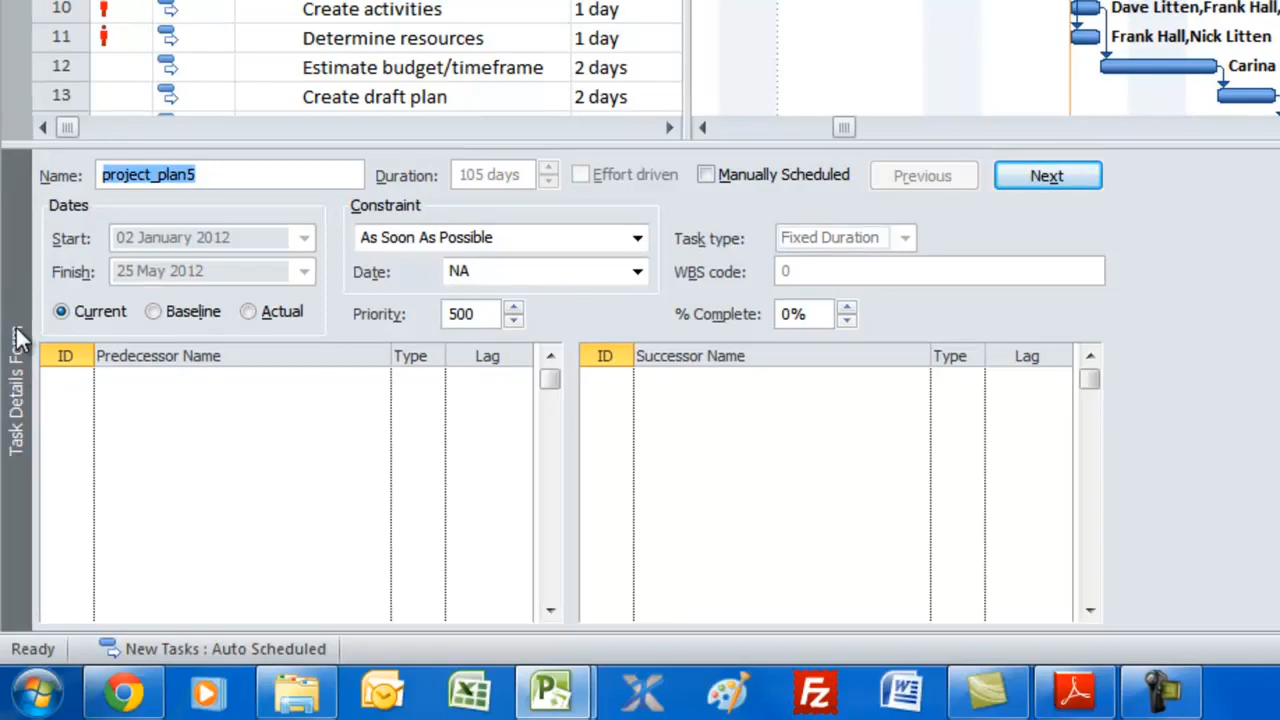 10 Create activities 1 day Dave Litten,Frank Hall,
11 Determine resources 1 day Frank Hall,Nick Litten
12 Estimate budget/timeframe 2 days Carina
13 Create draft plan 2 days
Name: project_plan5 Duration: 105 days Effort driven Manually Scheduled Previous Next
Dates Constraint
Start: 02 January 2012 As Soon As Possible Task type: Fixed Duration
Finish: 25 May 2012 Date: NA WBS code: 0
Current Baseline Actual Priority: 500 % Complete: 0%
ID Predecessor Name Type Lag ID Successor Name Type Lag
Task Details
Ready New Tasks : Auto Scheduled